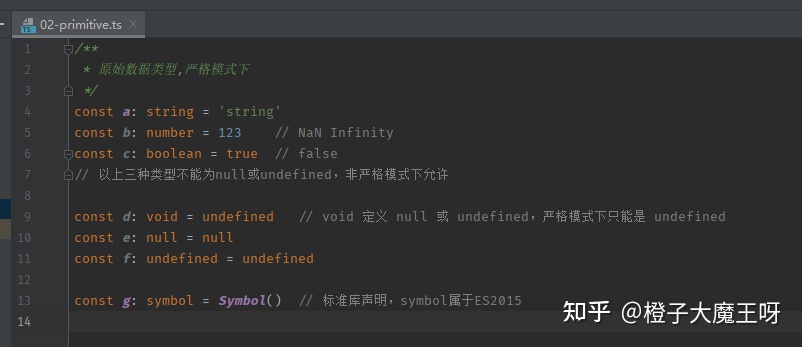 02-primitive.ts
1 /**
2 * 原始数据类型,严格模式下
3 */
4 const a: string = 'string'
5 const b: number = 123 // NaN Infinity
6 const c: boolean = true // false
7 // 以上三种类型不能为null或undefined，非严格模式下允许
8
9 const d: void = undefined // void 定义 null 或 undefined，严格模式下只能是 undefined
10 const e: null = null
11 const f: undefined = undefined
12
13 const g: symbol = Symbol() // 标准库声明，symbol属于ES2015
14
知乎 @橙子大魔王呀